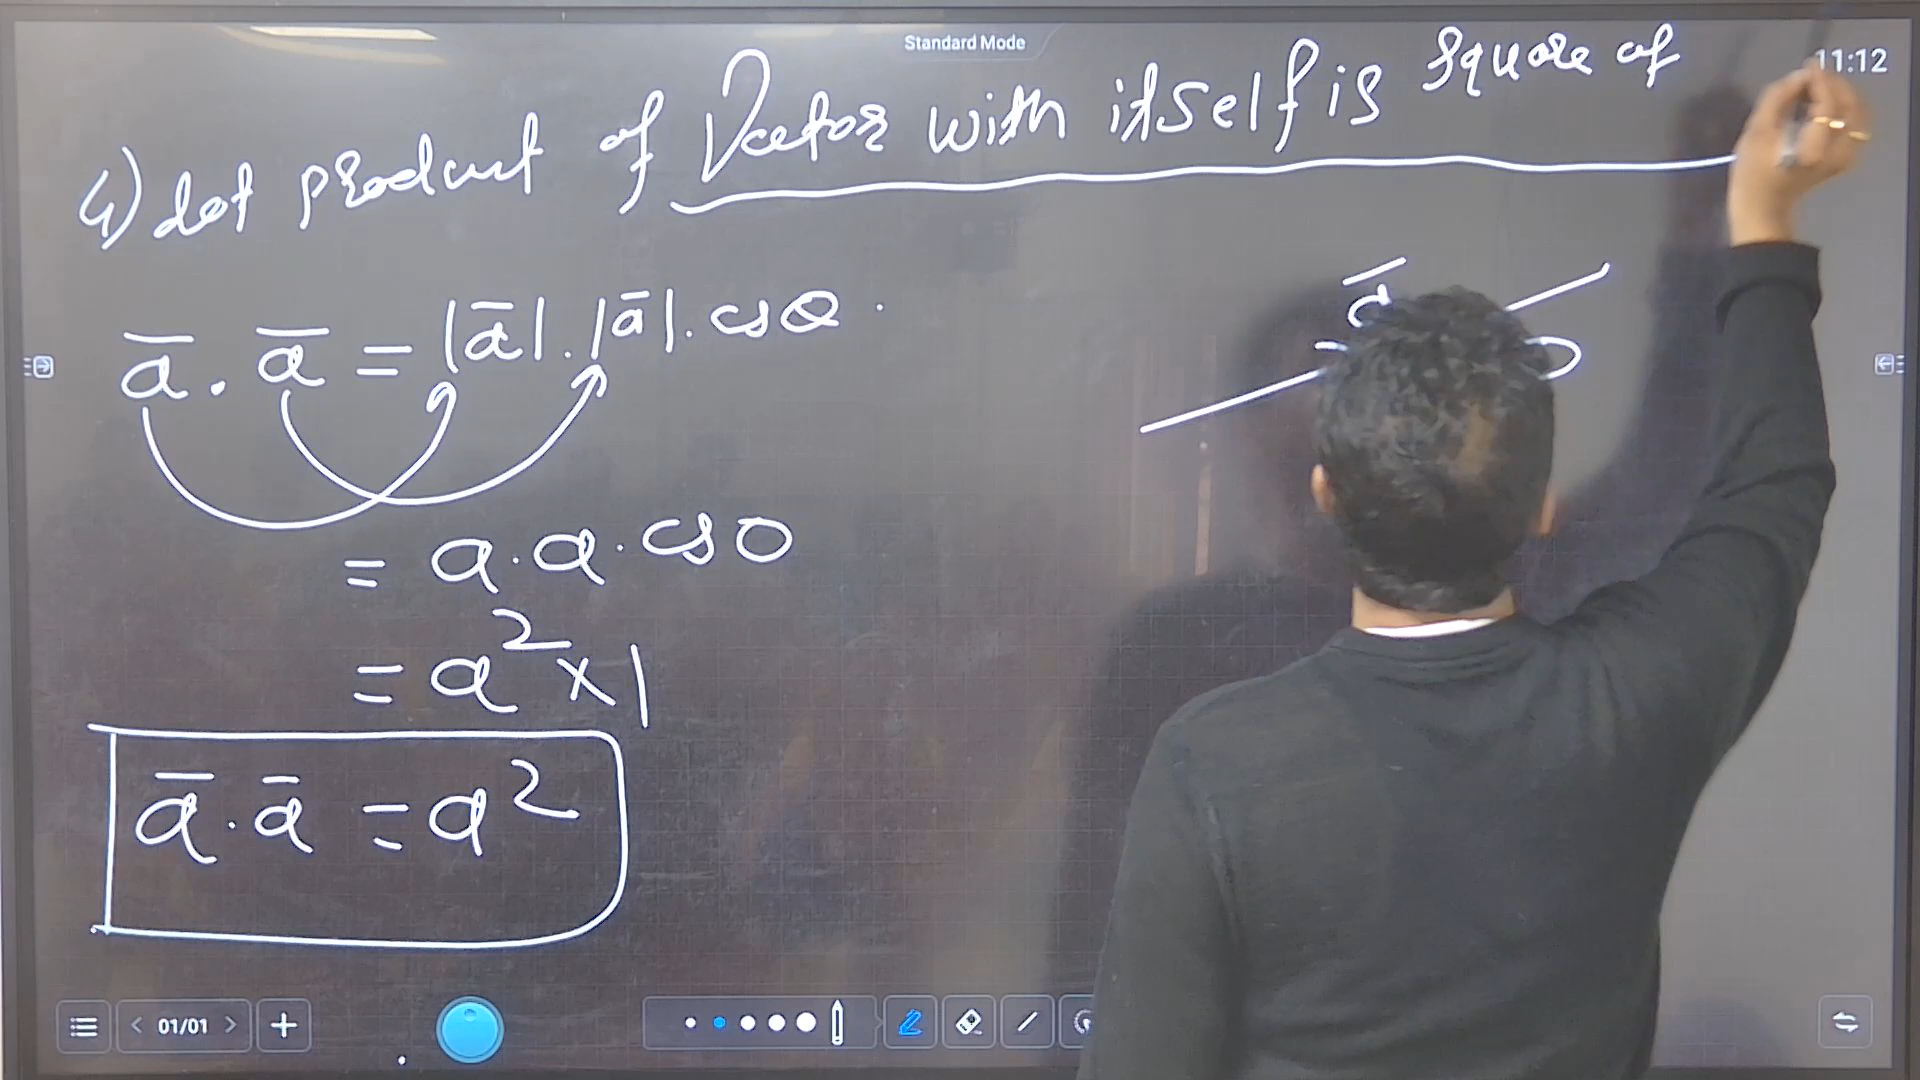 Standard Mode
11:12
4) dot product of Vector with itself is square of
a̅ . a̅ = |a̅| . |a̅| . cosθ .
a̅
= a . a . cos0
= a² × 1
a̅ . a̅ = a²
01/01